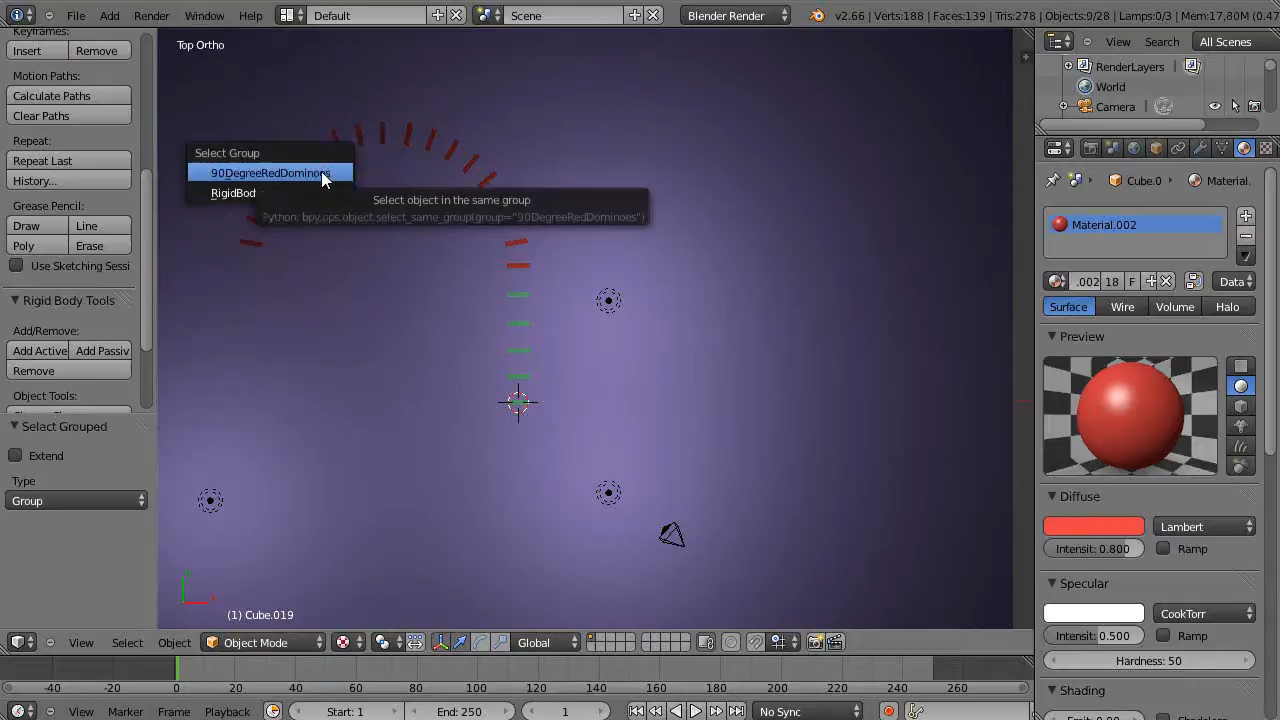 File Add Render Window Help Default Scene Blender Render v2.66 | Verts:188 | Faces:139 | Tris:278 | Objects:9/28 | Lamps:0/3 | Mem:17.80M (0.47
Keyframes:
Insert Remove
Motion Paths:
Calculate Paths
Clear Paths
Repeat:
Repeat Last
History...
Grease Pencil:
Draw Line
Poly Erase
Use Sketching Sessi
Rigid Body Tools
Add/Remove:
Add Active Add Passiv
Remove
Object Tools:
Select Grouped
Extend
Type
Group
Top Ortho
Select Group
90DegreeRedDominoes
RigidBod
Select object in the same group
Python: bpy.ops.object.select_same_group(group="90DegreeRedDominoes")
(1) Cube.019
View Search All Scenes
RenderLayers
World
Camera
Cube.0 Material.
Material.002
.002 18 F Data
Surface Wire Volume Halo
Preview
Diffuse
Lambert
Intensit: 0.800 Ramp
Specular
CookTorr
Intensit: 0.500 Ramp
Hardness: 50
Shading
View Select Object Object Mode Global
-40 -20 0 20 40 60 80 100 120 140 160 180 200 220 240 260
View Marker Frame Playback Start: 1 End: 250 1 No Sync